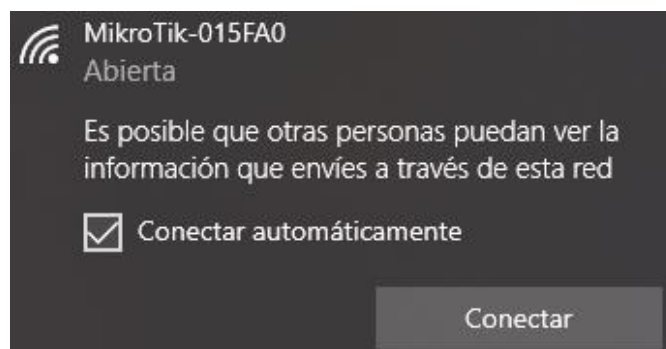 MikroTik-015FA0
Abierta
Es posible que otras personas puedan ver la
información que envíes a través de esta red
Conectar automáticamente
Conectar